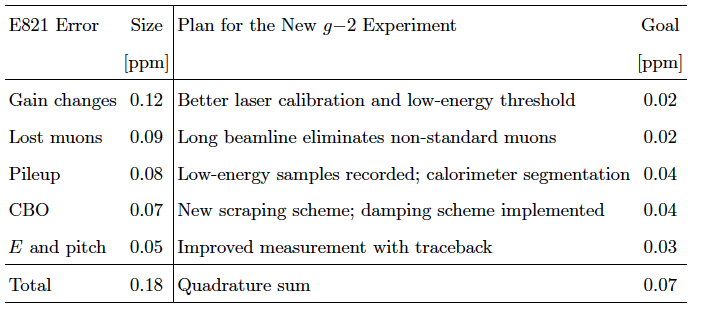 E821 Error Size Plan for the New g−2 Experiment Goal
[ppm] [ppm]
Gain changes 0.12 Better laser calibration and low-energy threshold 0.02
Lost muons 0.09 Long beamline eliminates non-standard muons 0.02
Pileup 0.08 Low-energy samples recorded; calorimeter segmentation 0.04
CBO 0.07 New scraping scheme; damping scheme implemented 0.04
E and pitch 0.05 Improved measurement with traceback 0.03
Total 0.18 Quadrature sum 0.07